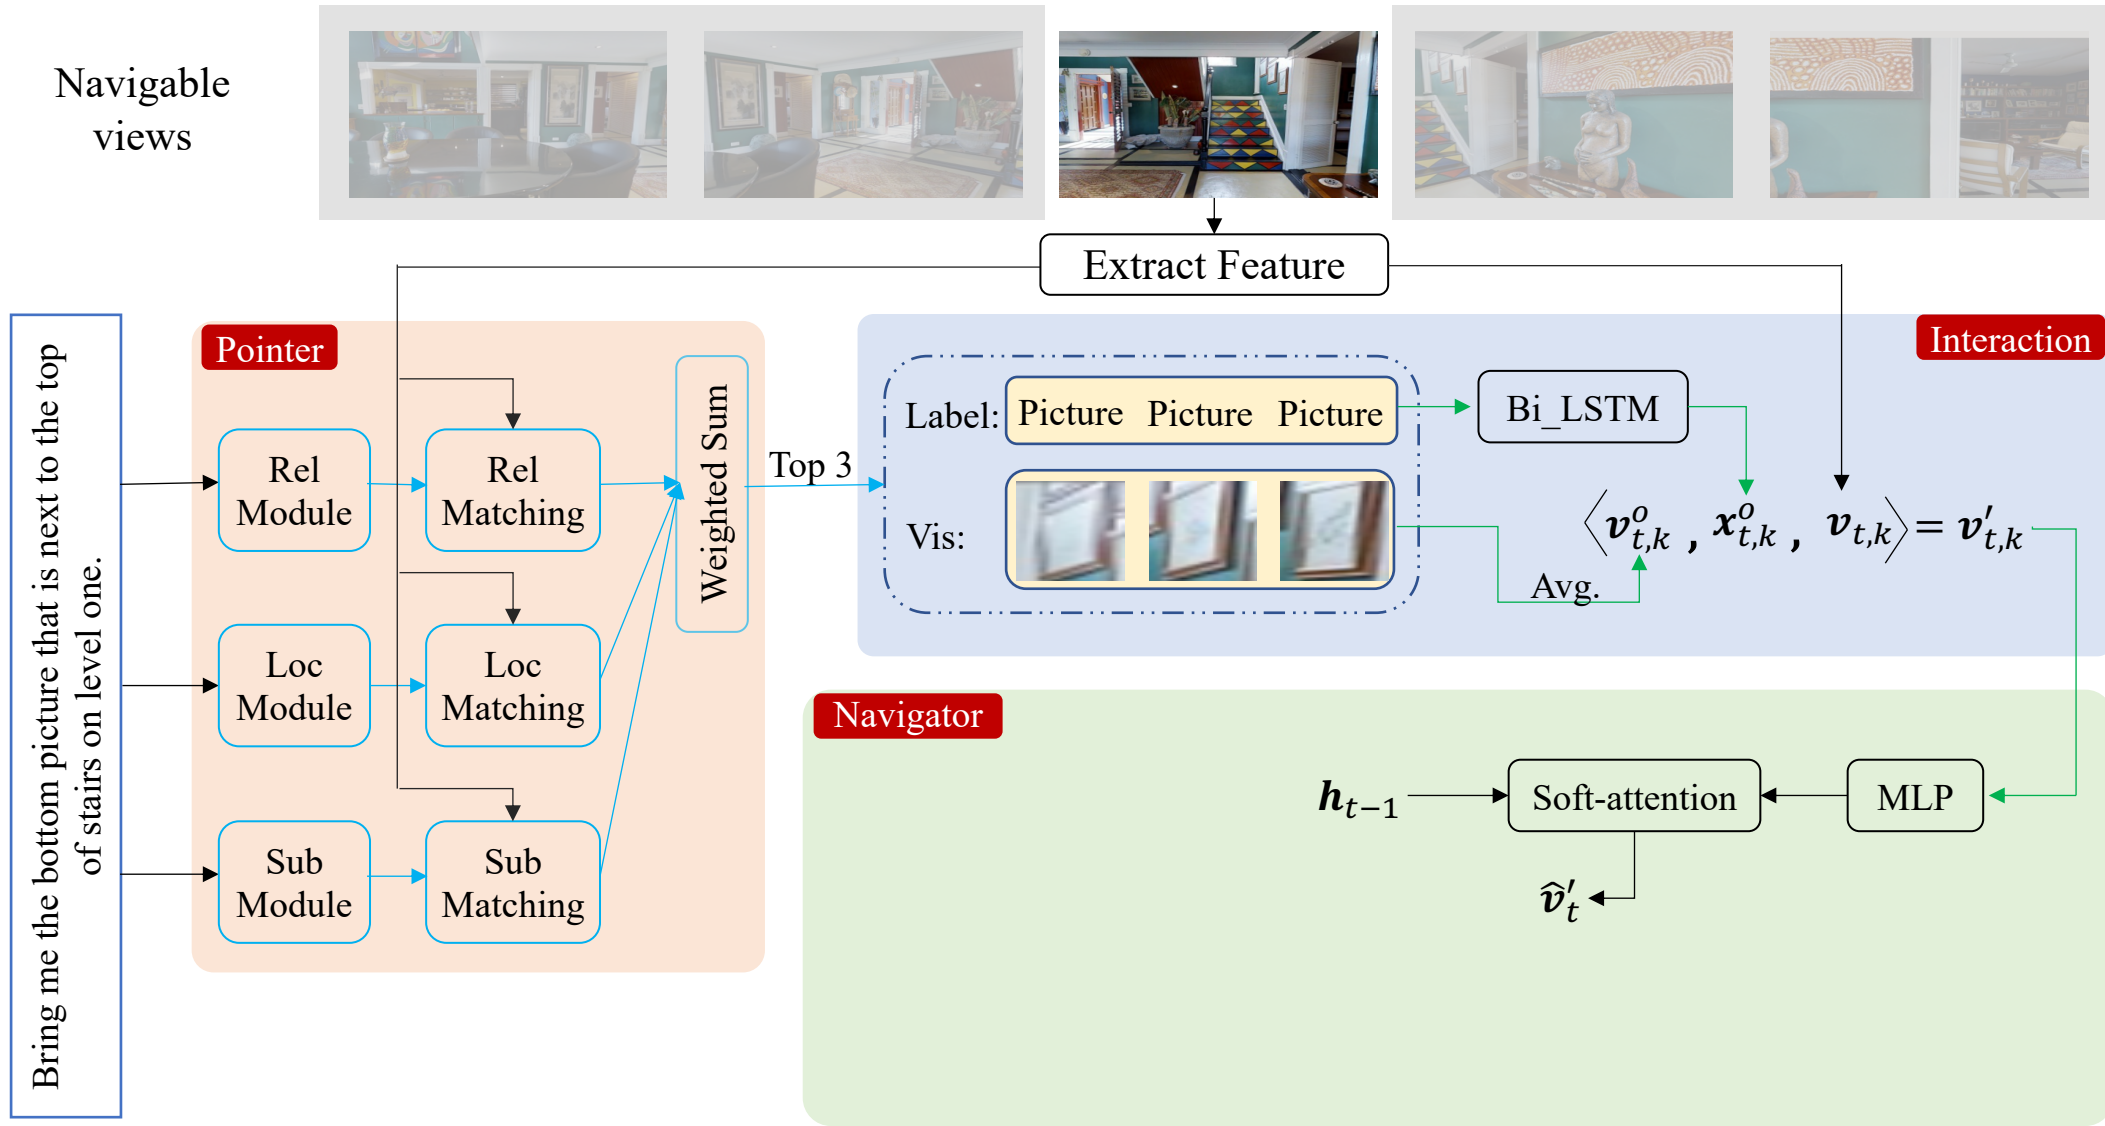 Navigable
views
Extract Feature
Bring me the bottom picture that is next to the top
of stairs on level one.
Pointer
Rel
Module
Rel
Matching
Loc
Module
Loc
Matching
Sub
Module
Sub
Matching
Weighted Sum
Top 3
Interaction
Label: Picture Picture Picture
Bi_LSTM
Vis:
Avg.
⟨v^o_{t,k} , x^o_{t,k} , v_{t,k}⟩ = v′_{t,k}
Navigator
h_{t−1}
Soft-attention
MLP
v̂′_t